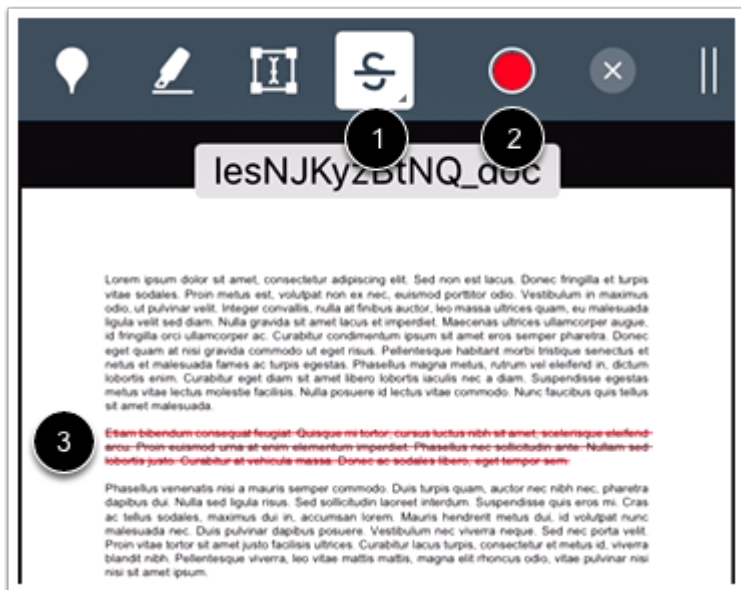 1
2
IesNJKyzBtNQ_doc
Lorem ipsum dolor sit amet, consectetur adipiscing elit. Sed non est lacus. Donec fringilla et turpis
vitae sodales. Proin metus est, volutpat non ex nec, euismod porttitor odio. Vestibulum in maximus
odio, ut pulvinar velit. Integer convallis, nulla at finibus auctor, leo massa ultrices quam, eu malesuada
ligula velit sed diam. Nulla gravida sit amet lacus et imperdiet. Maecenas ultrices ullamcorper augue,
id fringilla orci ullamcorper ac. Curabitur condimentum ipsum sit amet eros semper pharetra. Donec
eget quam at nisi gravida commodo ut eget risus. Pellentesque habitant morbi tristique senectus et
netus et malesuada fames ac turpis egestas. Phasellus magna metus, rutrum vel eleifend in, dictum
lobortis enim. Curabitur eget diam sit amet libero lobortis iaculis nec a diam. Suspendisse egestas
metus vitae lectus molestie facilisis. Nulla posuere id lectus vitae commodo. Nunc faucibus quis tellus
sit amet malesuada.
3
Etiam bibendum consequat feugiat. Quisque mi tortor, cursus luctus nibh sit amet, scelerisque eleifend
arcu. Proin euismod urna at enim elementum imperdiet. Phasellus nec sollicitudin ante. Nullam sed
lobortis justo. Curabitur at vehicula massa. Donec ac sodales libero, eget tempor sem.
Phasellus venenatis nisi a mauris semper commodo. Duis turpis quam, auctor nec nibh nec, pharetra
dapibus dui. Nulla sed ligula risus. Sed sollicitudin laoreet interdum. Suspendisse quis eros mi. Cras
ac tellus sodales, maximus dui in, accumsan lorem. Mauris hendrerit metus dui, id volutpat nunc
malesuada nec. Duis pulvinar dapibus posuere. Vestibulum nec viverra neque. Sed nec porta velit.
Proin vitae tortor sit amet justo facilisis ultrices. Curabitur lacus turpis, consectetur et metus id, viverra
blandit nibh. Pellentesque viverra, leo vitae mattis mattis, magna elit rhoncus odio, vitae pulvinar nisi
nisi sit amet ipsum.